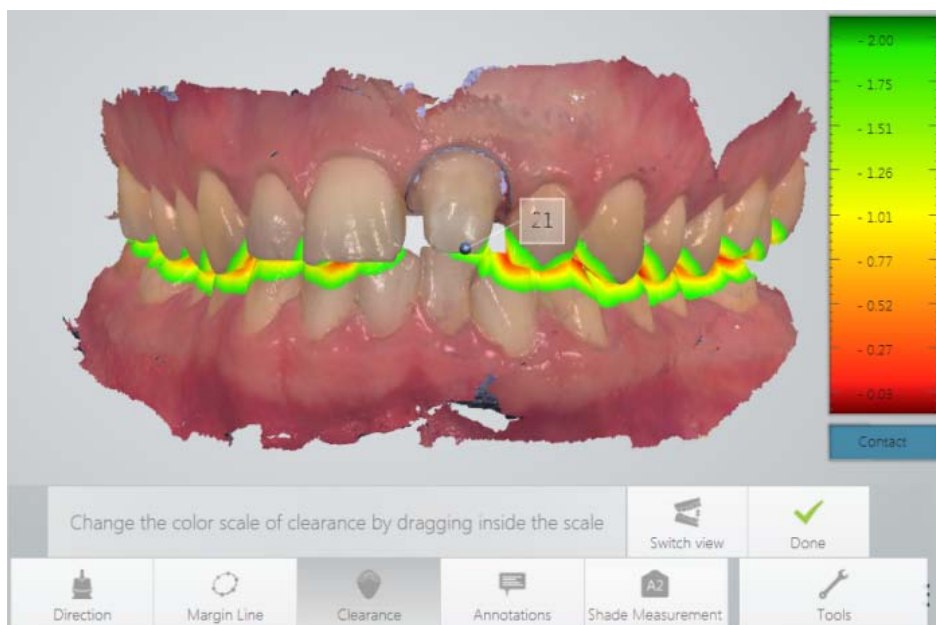 - 2.00
- 1.75
- 1.51
- 1.26
- 1.01
- 0.77
- 0.52
- 0.27
- 0.03
Contact
21
Change the color scale of clearance by dragging inside the scale
Switch view
Done
A2
Direction
Margin Line
Clearance
Annotations
Shade Measurement
Tools